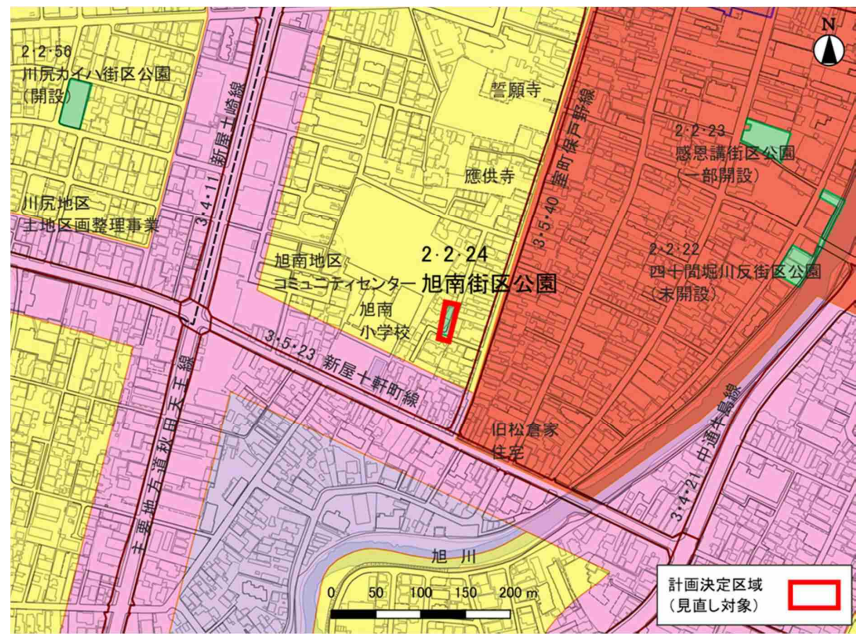 N
2・2・56
川尻カイハ街区公園
(開設)
誓願寺
2・2・23
感恩講街区公園
(一部開設)
3・4・11 新屋土崎線
3・5・40 室町保戸野線
應供寺
川尻地区
土地区画整理事業
2・2・24
旭南街区公園
旭南地区
コミュニティセンター
2・2・22
四十間堀川反街区公園
(未開設)
旭南
小学校
3・5・23 新屋十軒町線
主要地方道秋田天王線
旧松倉家
住宅
3・4・21 中通牛島線
旭川
0 50 100 150 200 m
計画決定区域
(見直し対象)